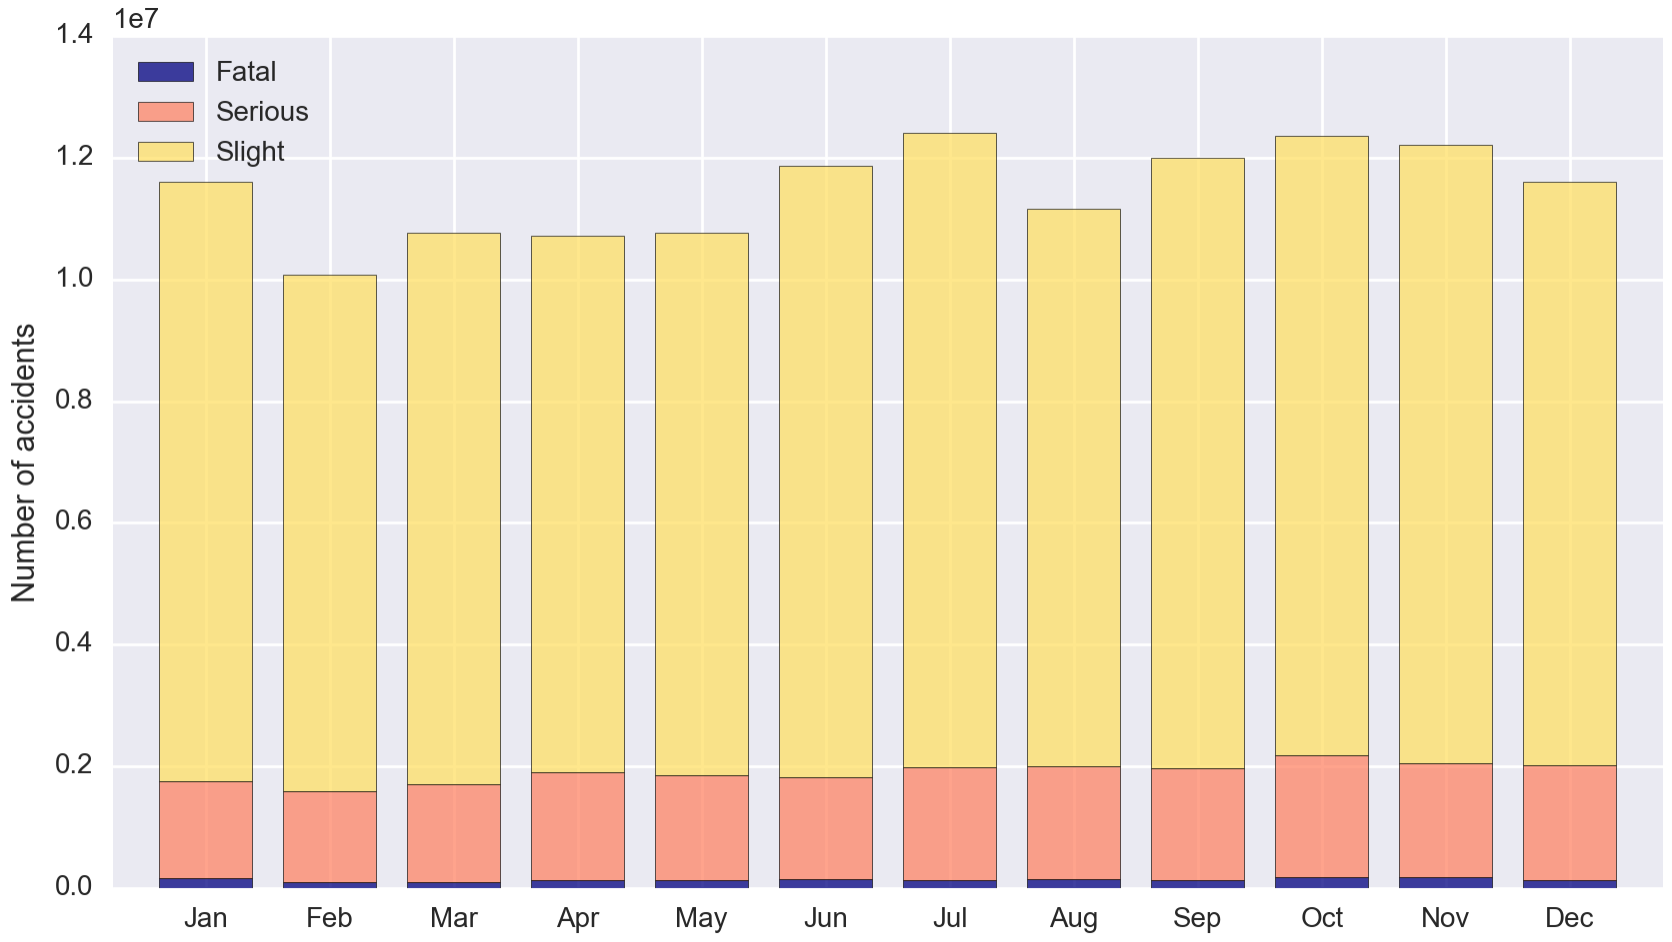 1e7
1.4
1.2
1.0
0.8
0.6
0.4
0.2
0.0
Number of accidents
Fatal
Serious
Slight
Jan Feb Mar Apr May Jun Jul Aug Sep Oct Nov Dec